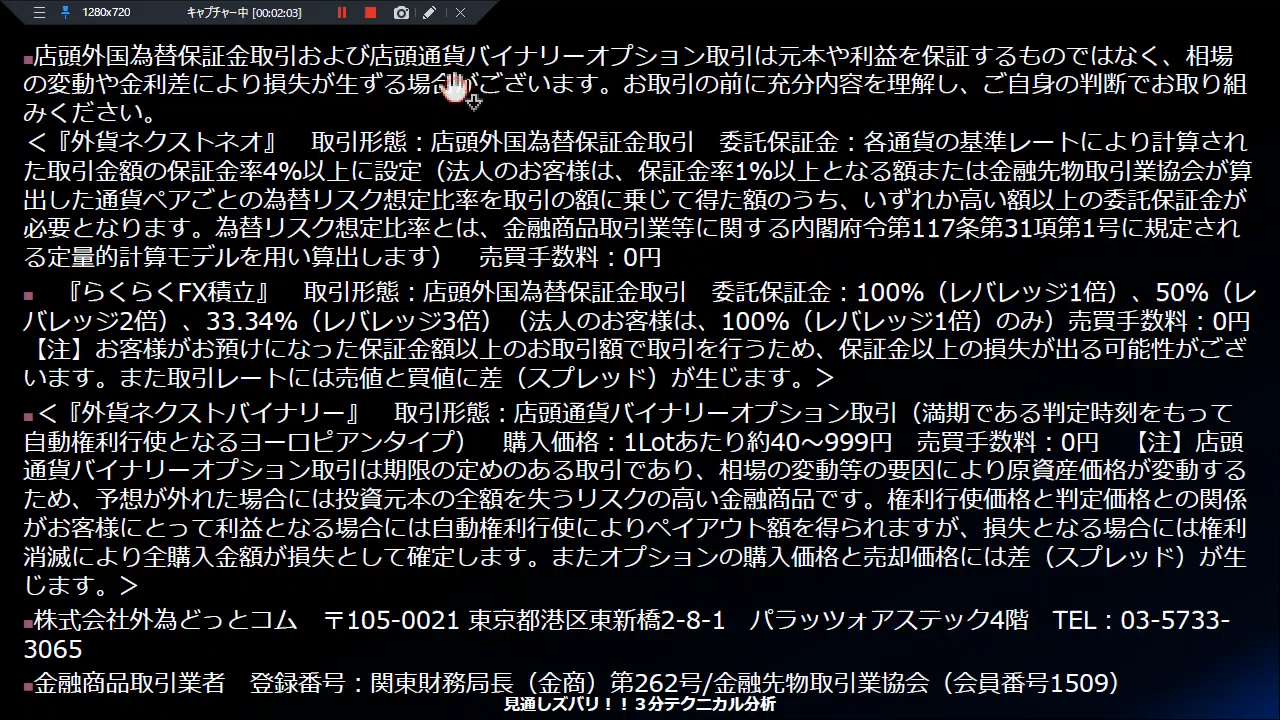 1280x720 キャプチャー中 [00:02:03]
■店頭外国為替保証金取引および店頭通貨バイナリーオプション取引は元本や利益を保証するものではなく、相場
の変動や金利差により損失が生ずる場合がございます。お取引の前に充分内容を理解し、ご自身の判断でお取り組
みください。
＜『外貨ネクストネオ』　取引形態：店頭外国為替保証金取引　委託保証金：各通貨の基準レートにより計算され
た取引金額の保証金率4%以上に設定（法人のお客様は、保証金率1%以上となる額または金融先物取引業協会が算
出した通貨ペアごとの為替リスク想定比率を取引の額に乗じて得た額のうち、いずれか高い額以上の委託保証金が
必要となります。為替リスク想定比率とは、金融商品取引業等に関する内閣府令第117条第31項第1号に規定され
る定量的計算モデルを用い算出します）　売買手数料：0円
■　『らくらくFX積立』　取引形態：店頭外国為替保証金取引　委託保証金：100%（レバレッジ1倍）、50%（レ
バレッジ2倍）、33.34%（レバレッジ3倍）（法人のお客様は、100%（レバレッジ1倍）のみ）売買手数料：0円
【注】お客様がお預けになった保証金額以上のお取引額で取引を行うため、保証金以上の損失が出る可能性がござ
います。また取引レートには売値と買値に差（スプレッド）が生じます。＞
■＜『外貨ネクストバイナリー』　取引形態：店頭通貨バイナリーオプション取引（満期である判定時刻をもって
自動権利行使となるヨーロピアンタイプ）　購入価格：1Lotあたり約40～999円　売買手数料：0円　【注】店頭
通貨バイナリーオプション取引は期限の定めのある取引であり、相場の変動等の要因により原資産価格が変動する
ため、予想が外れた場合には投資元本の全額を失うリスクの高い金融商品です。権利行使価格と判定価格との関係
がお客様にとって利益となる場合には自動権利行使によりペイアウト額を得られますが、損失となる場合には権利
消滅により全購入金額が損失として確定します。またオプションの購入価格と売却価格には差（スプレッド）が生
じます。＞
■株式会社外為どっとコム　〒105-0021 東京都港区東新橋2-8-1　パラッツォアステック4階　TEL：03-5733-
3065
■金融商品取引業者　登録番号：関東財務局長（金商）第262号/金融先物取引業協会（会員番号1509）
見通しズバリ！！３分テクニカル分析